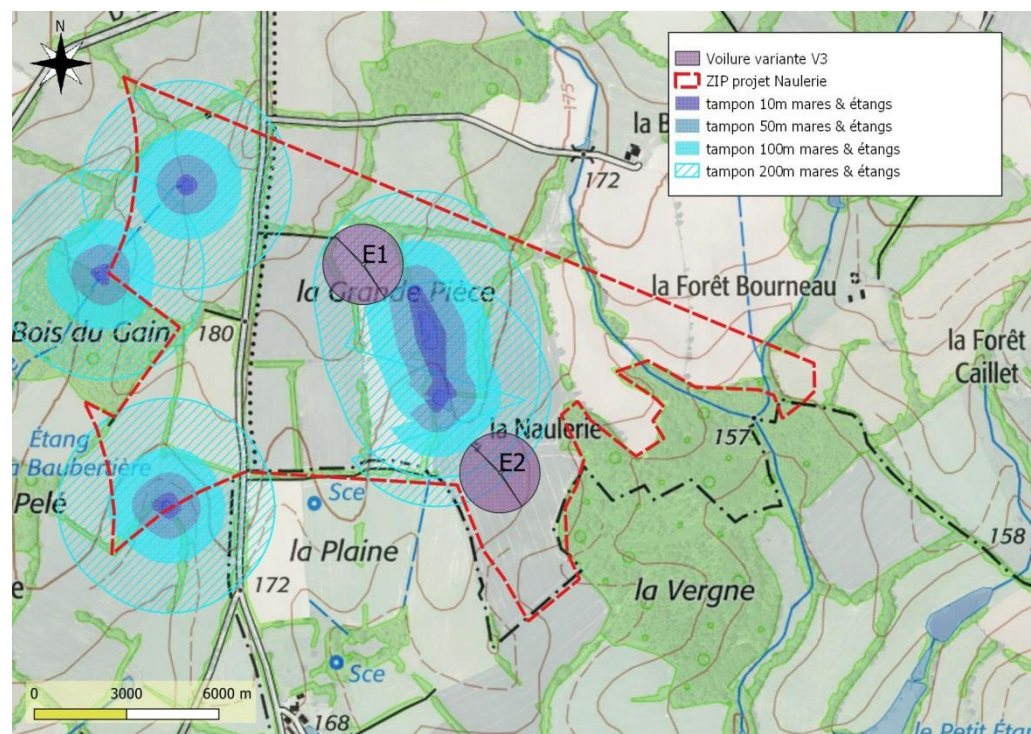 N
D
175
la B
172
Voilure variante V3
ZIP projet Naulerie
tampon 10m mares & étangs
tampon 50m mares & étangs
tampon 100m mares & étangs
tampon 200m mares & étangs
E1
la Grande Pièce
la Forêt Bourneau
Bois du Gain
180
la Forêt
Caillet
Étang
la Naulerie
157
Pelé
E2
Sce
la Plaine
158
e
172
la Vergne
Sce
0 3000 6000 m
168
le Petit Étan